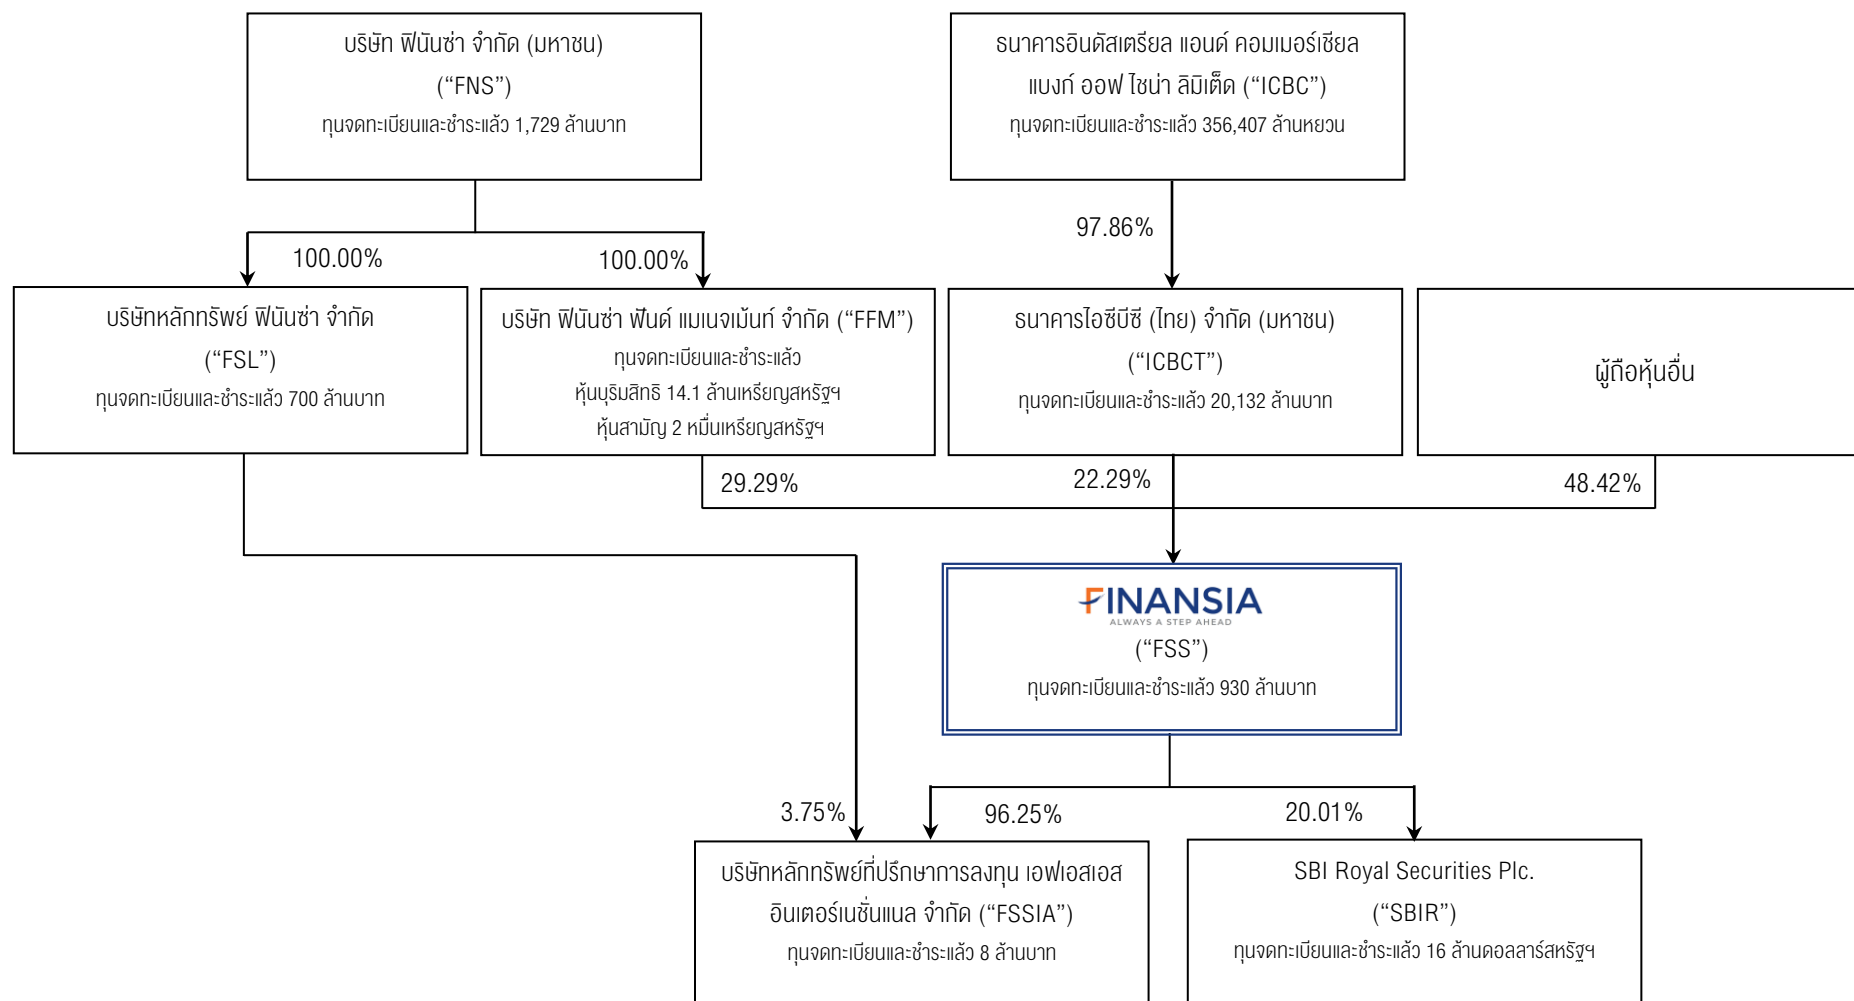 บริษัท ฟินันซ่า จำกัด (มหาชน)
(“FNS”)
ทุนจดทะเบียนและชำระแล้ว 1,729 ล้านบาท
ธนาคารอินดัสเตรียล แอนด์ คอมเมอร์เชียล
แบงก์ ออฟ ไชน่า ลิมิเต็ด (“ICBC”)
ทุนจดทะเบียนและชำระแล้ว 356,407 ล้านหยวน
97.86%
100.00%
100.00%
บริษัทหลักทรัพย์ ฟินันซ่า จำกัด
(“FSL”)
ทุนจดทะเบียนและชำระแล้ว 700 ล้านบาท
บริษัท ฟินันซ่า ฟันด์ แมเนจเม้นท์ จำกัด (“FFM”)
ทุนจดทะเบียนและชำระแล้ว
หุ้นบุริมสิทธิ 14.1 ล้านเหรียญสหรัฐฯ
หุ้นสามัญ 2 หมื่นเหรียญสหรัฐฯ
ธนาคารไอซีบีซี (ไทย) จำกัด (มหาชน)
(“ICBCT”)
ทุนจดทะเบียนและชำระแล้ว 20,132 ล้านบาท
ผู้ถือหุ้นอื่น
29.29%
22.29%
48.42%
FINANSIA
ALWAYS A STEP AHEAD
(“FSS”)
ทุนจดทะเบียนและชำระแล้ว 930 ล้านบาท
3.75%
96.25%
20.01%
บริษัทหลักทรัพย์ที่ปรึกษาการลงทุน เอฟเอสเอส
อินเตอร์เนชั่นแนล จำกัด (“FSSIA”)
ทุนจดทะเบียนและชำระแล้ว 8 ล้านบาท
SBI Royal Securities Plc.
(“SBIR”)
ทุนจดทะเบียนและชำระแล้ว 16 ล้านดอลลาร์สหรัฐฯ